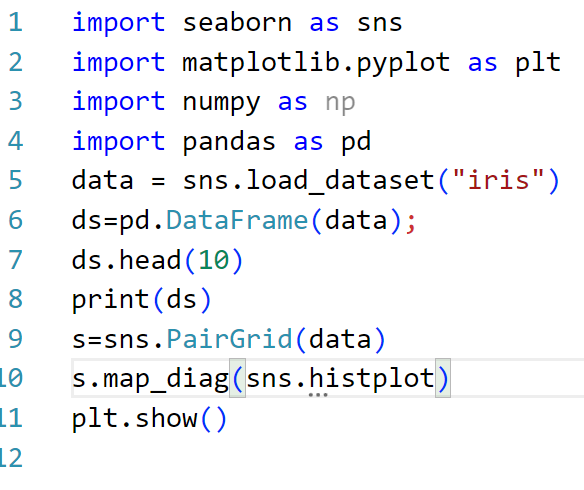 1 import seaborn as sns
2 import matplotlib.pyplot as plt
3 import numpy as np
4 import pandas as pd
5 data = sns.load_dataset("iris")
6 ds=pd.DataFrame(data);
7 ds.head(10)
8 print(ds)
9 s=sns.PairGrid(data)
10 s.map_diag(sns.histplot)
11 plt.show()
12